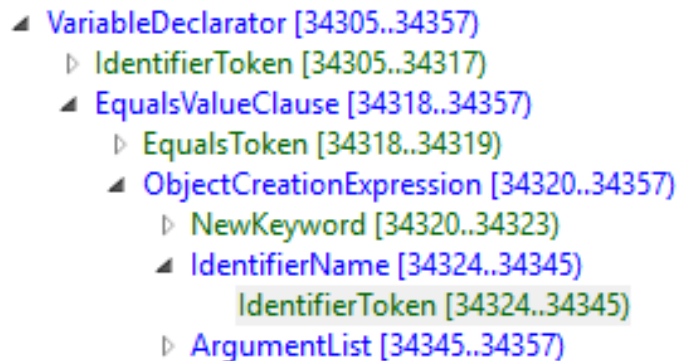 VariableDeclarator [34305..34357)
IdentifierToken [34305..34317)
EqualsValueClause [34318..34357)
EqualsToken [34318..34319)
ObjectCreationExpression [34320..34357)
NewKeyword [34320..34323)
IdentifierName [34324..34345)
IdentifierToken [34324..34345)
ArgumentList [34345..34357)